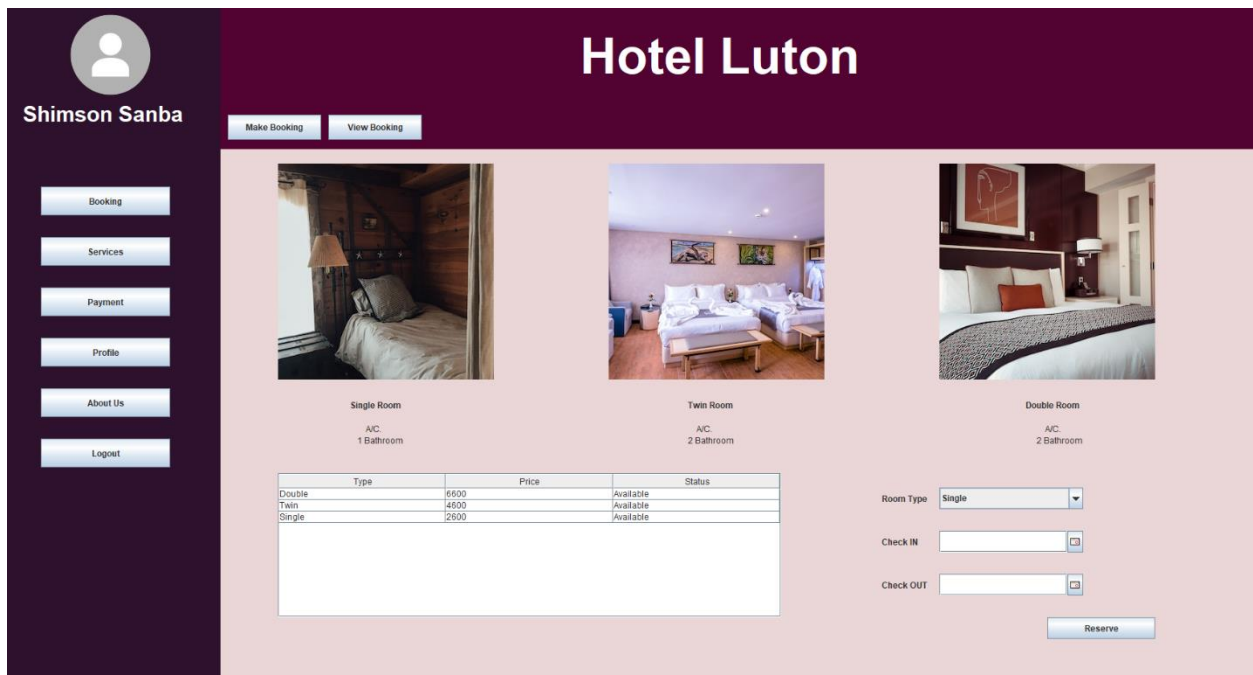 Hotel Luton
Shimson Sanba
Make Booking
View Booking
Booking
Services
Payment
Profile
About Us
Logout
Single Room
A/C.
1 Bathroom
Twin Room
A/C.
2 Bathroom
Double Room
A/C.
2 Bathroom
Type Price Status
Double 6600 Available
Twin 4600 Available
Single 2600 Available
Room Type Single
Check IN
Check OUT
Reserve